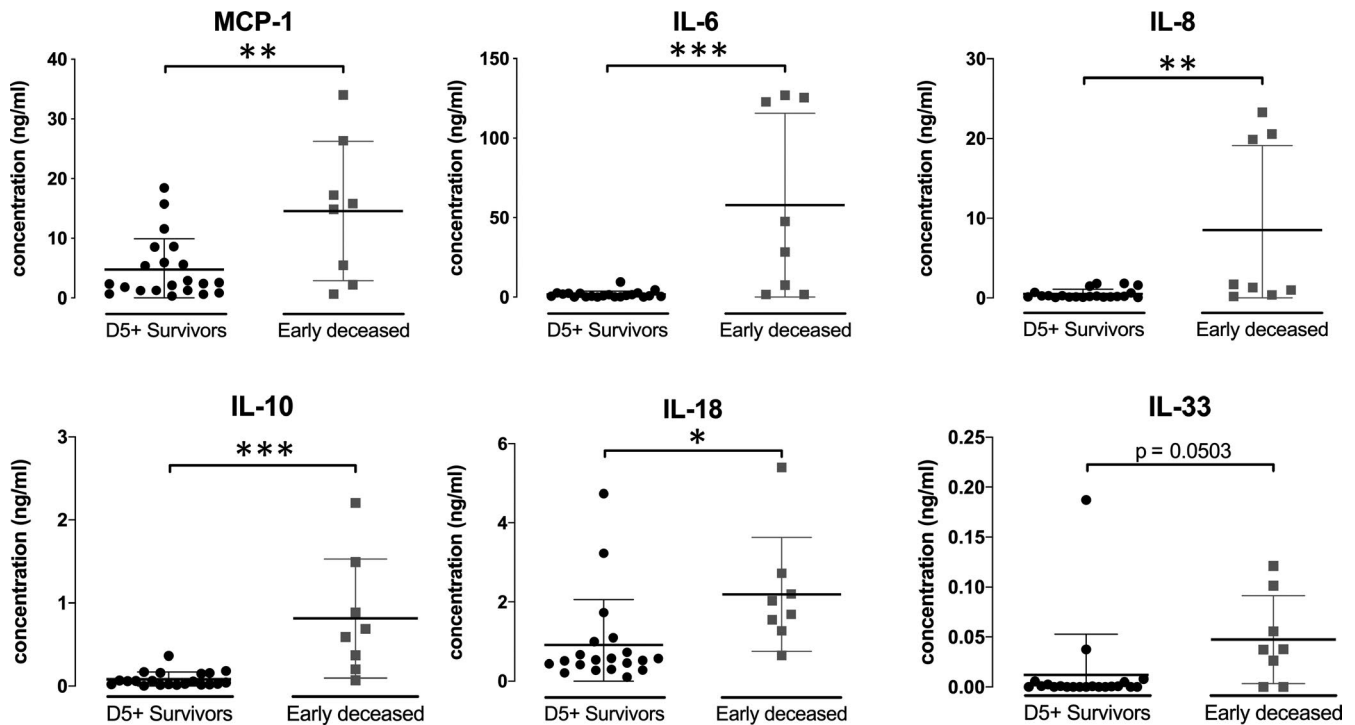 MCP-1
**
40
30
20
10
0
concentration (ng/ml)
D5+ Survivors
Early deceased
IL-6
***
150
100
50
0
concentration (ng/ml)
D5+ Survivors
Early deceased
IL-8
**
30
20
10
0
concentration (ng/ml)
D5+ Survivors
Early deceased
IL-10
***
3
2
1
0
concentration (ng/ml)
D5+ Survivors
Early deceased
IL-18
*
6
4
2
0
concentration (ng/ml)
D5+ Survivors
Early deceased
IL-33
p = 0.0503
0.25
0.20
0.15
0.10
0.05
0.00
concentration (ng/ml)
D5+ Survivors
Early deceased